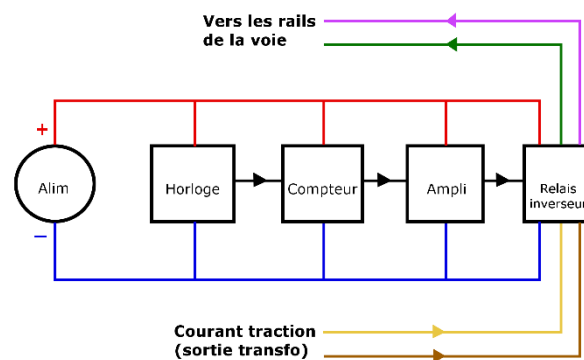 Vers les rails
de la voie
+
Alim
–
Horloge
Compteur
Ampli
Relais
inverseur
Courant traction
(sortie transfo)